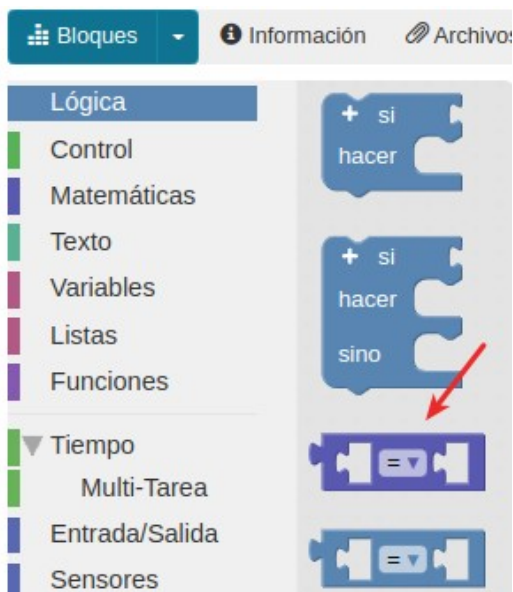 Bloques Información Archivos
Lógica
Control
Matemáticas
Texto
Variables
Listas
Funciones
Tiempo
Multi-Tarea
Entrada/Salida
Sensores
+ si
hacer
+ si
hacer
sino
=
=